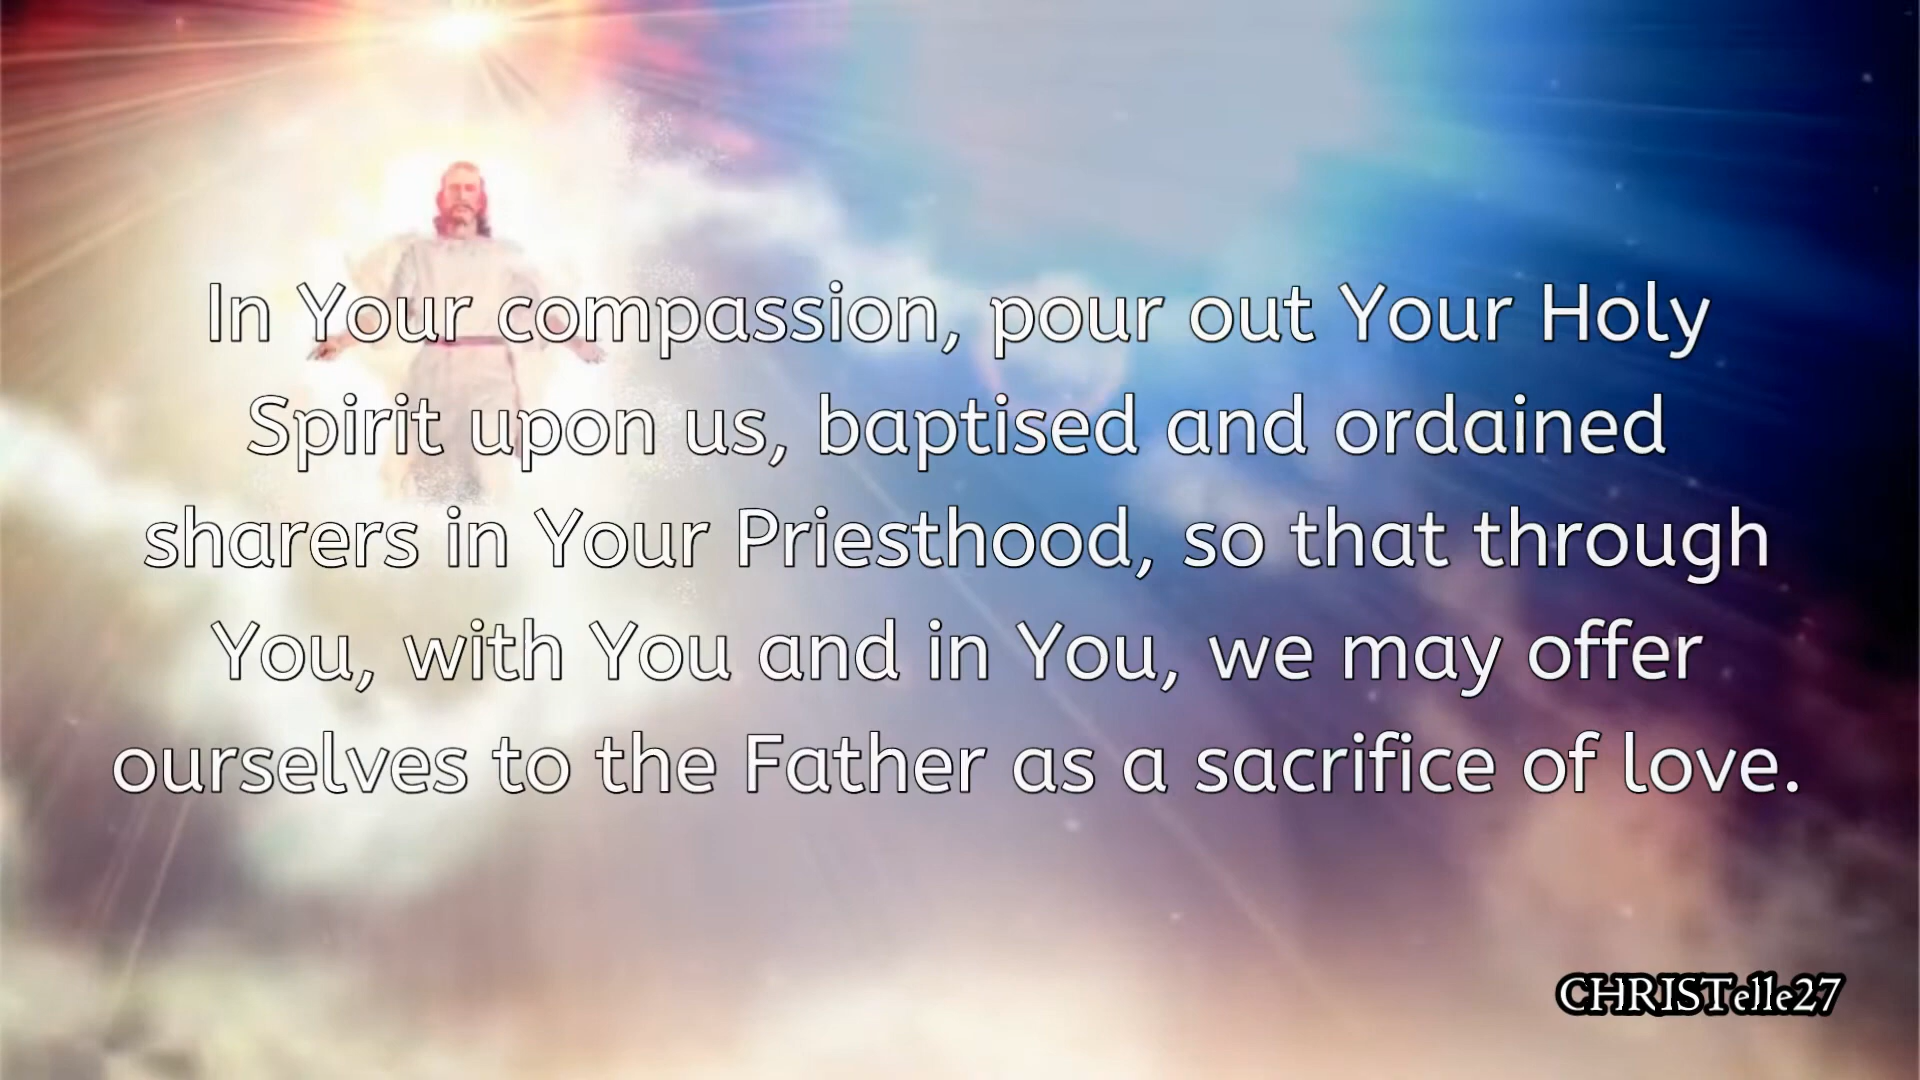 In Your compassion, pour out Your Holy
Spirit upon us, baptised and ordained
sharers in Your Priesthood, so that through
You, with You and in You, we may offer
ourselves to the Father as a sacrifice of love.
CHRISTelle27